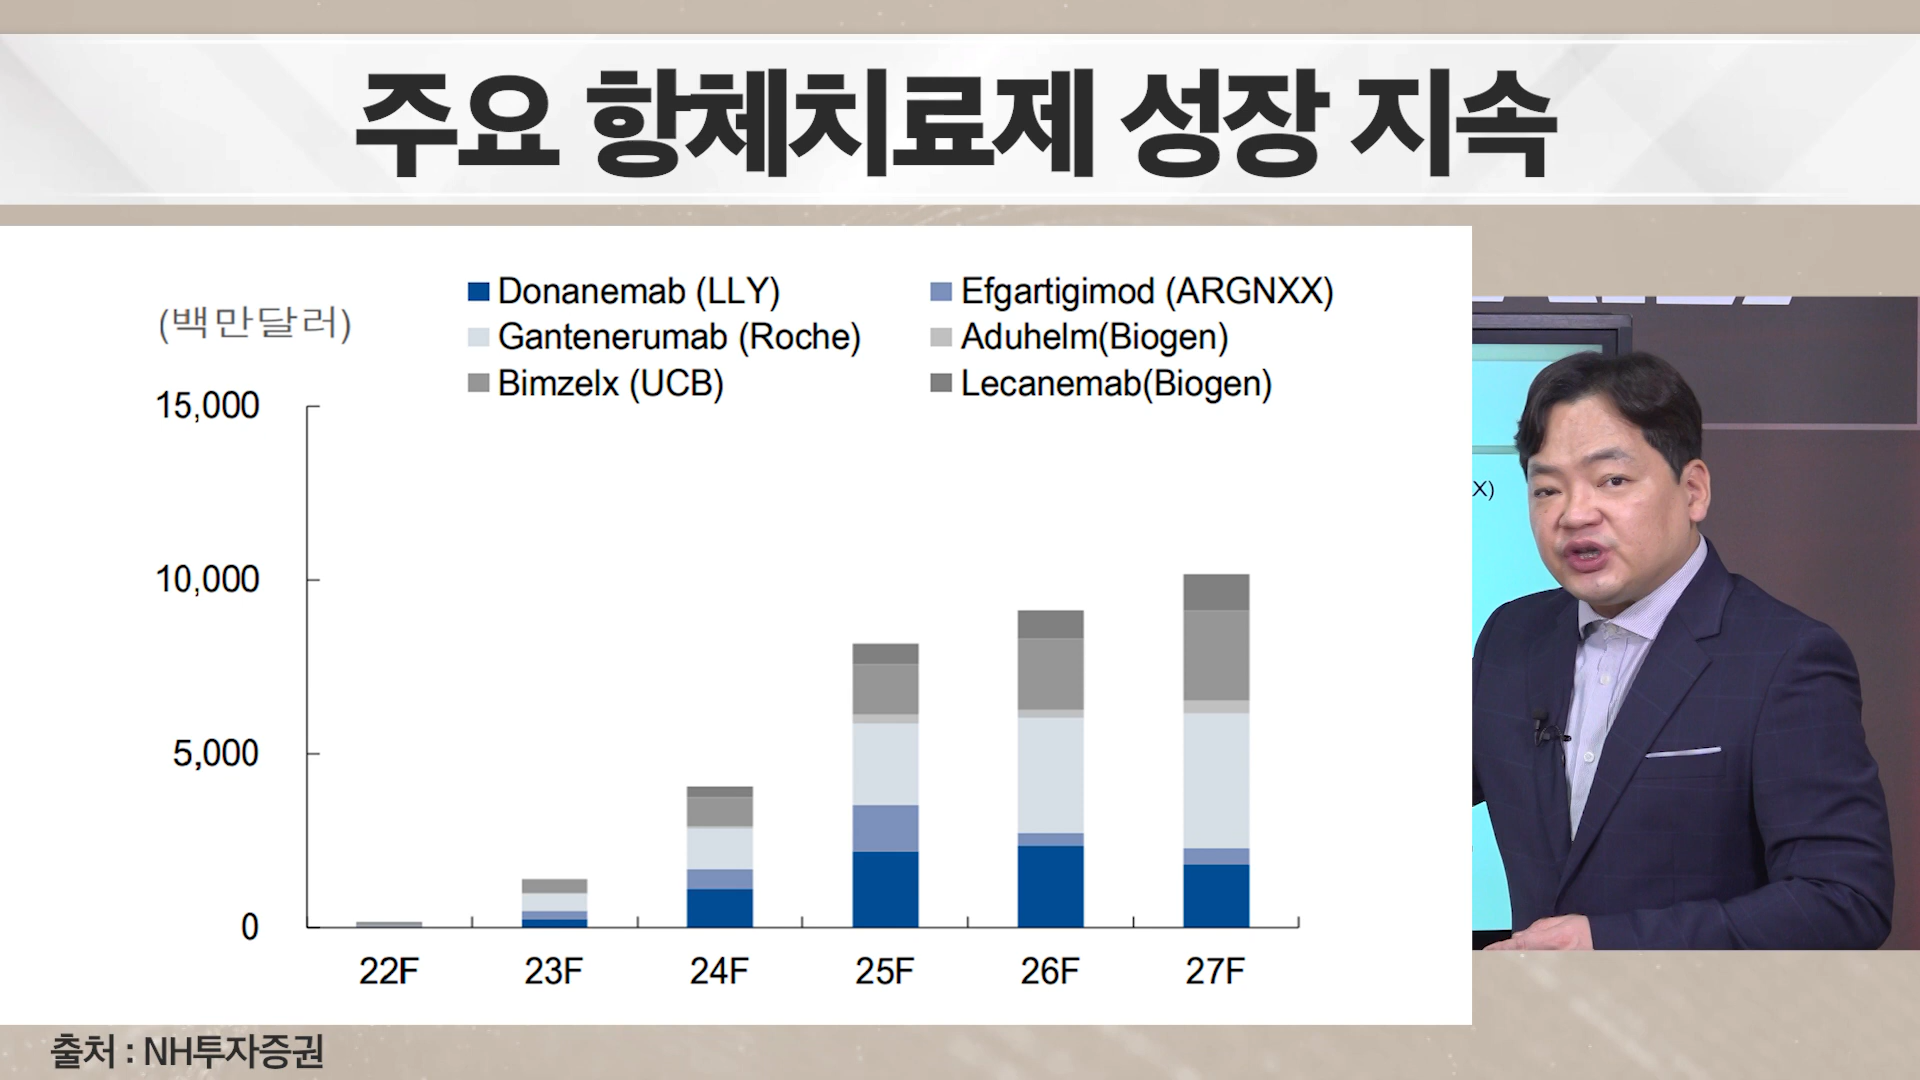 주요 항체치료제 성장 지속
(백만달러)
Donanemab (LLY)
Efgartigimod (ARGNXX)
Gantenerumab (Roche)
Aduhelm(Biogen)
Bimzelx (UCB)
Lecanemab(Biogen)
15,000
10,000
5,000
0
22F 23F 24F 25F 26F 27F
X)
출처 : NH투자증권